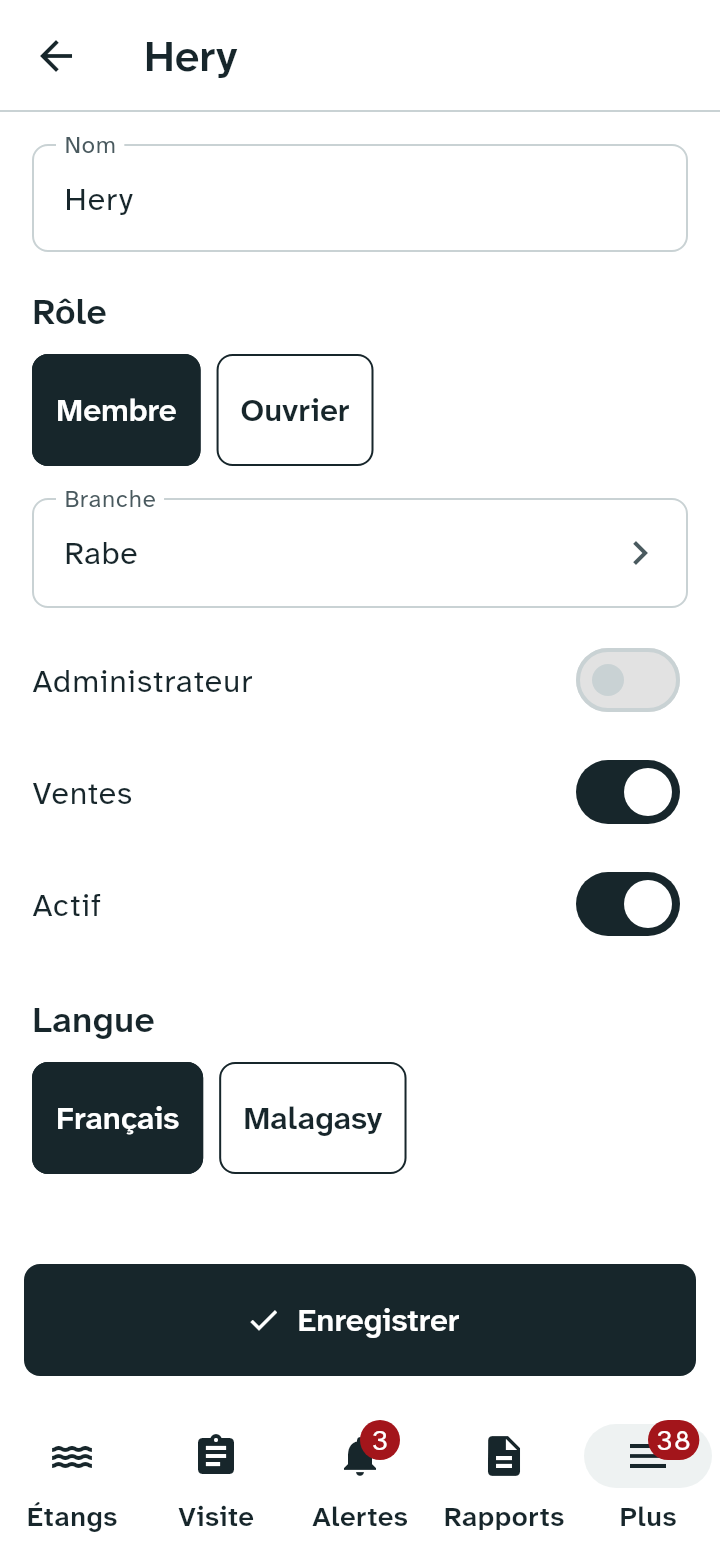 Hery
Nom
Hery
Rôle
Membre Ouvrier
Branche
Rabe
Administrateur
Ventes
Actif
Langue
Français Malagasy
Enregistrer
3 38
Étangs Visite Alertes Rapports Plus